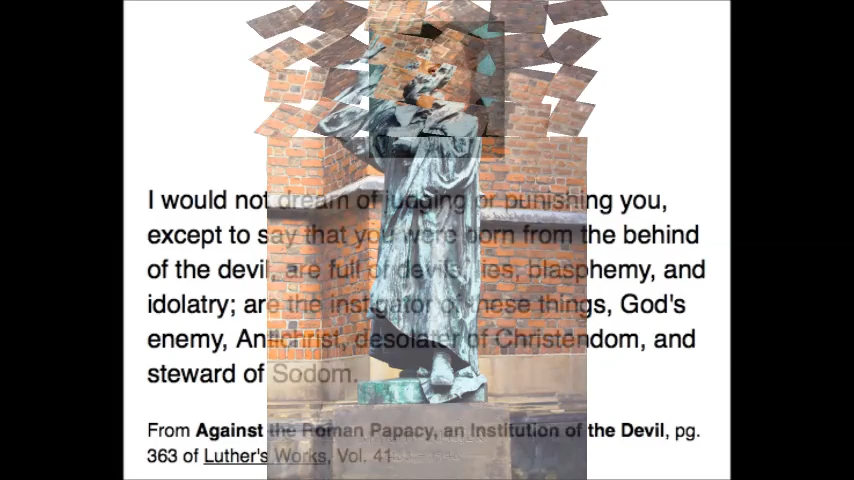 I would not dream of judging or punishing you,
except to say that you were born from the behind
of the devil, are full of devils, lies, blasphemy, and
idolatry; are the instigator of these things, God's
enemy, Antichrist, desolater of Christendom, and
steward of Sodom.
From Against the Roman Papacy, an Institution of the Devil, pg.
363 of Luther's Works, Vol. 41